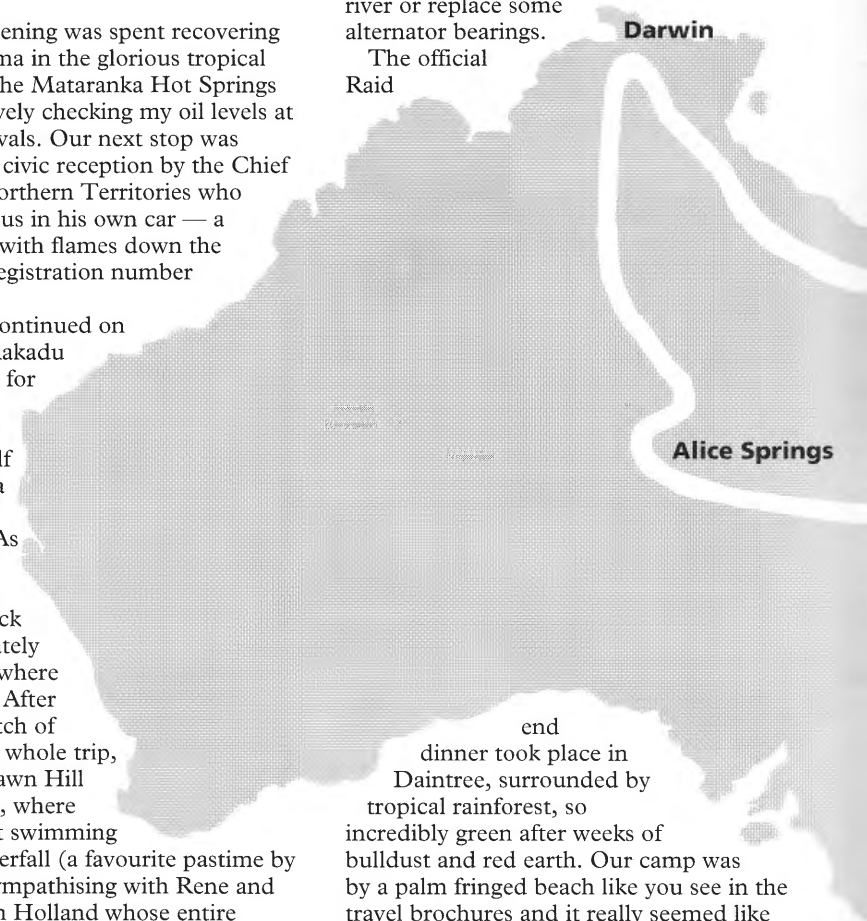 ening was spent recovering
ma in the glorious tropical
he Mataranka Hot Springs
vely checking my oil levels at
vals. Our next stop was
civic reception by the Chief
orthern Territories who
us in his own car — a
with flames down the
egistration number
ontinued on
akadu
for
lf
a
As
ck
tely
where
After
tch of
whole trip,
awn Hill
, where
t swimming
erfall (a favourite pastime by
ympathising with Rene and
n Holland whose entire
river or replace some
alternator bearings.
The official
Raid
end
dinner took place in
Daintree, surrounded by
tropical rainforest, so
incredibly green after weeks of
bulldust and red earth. Our camp was
by a palm fringed beach like you see in the
travel brochures and it really seemed like
Darwin
Alice Springs